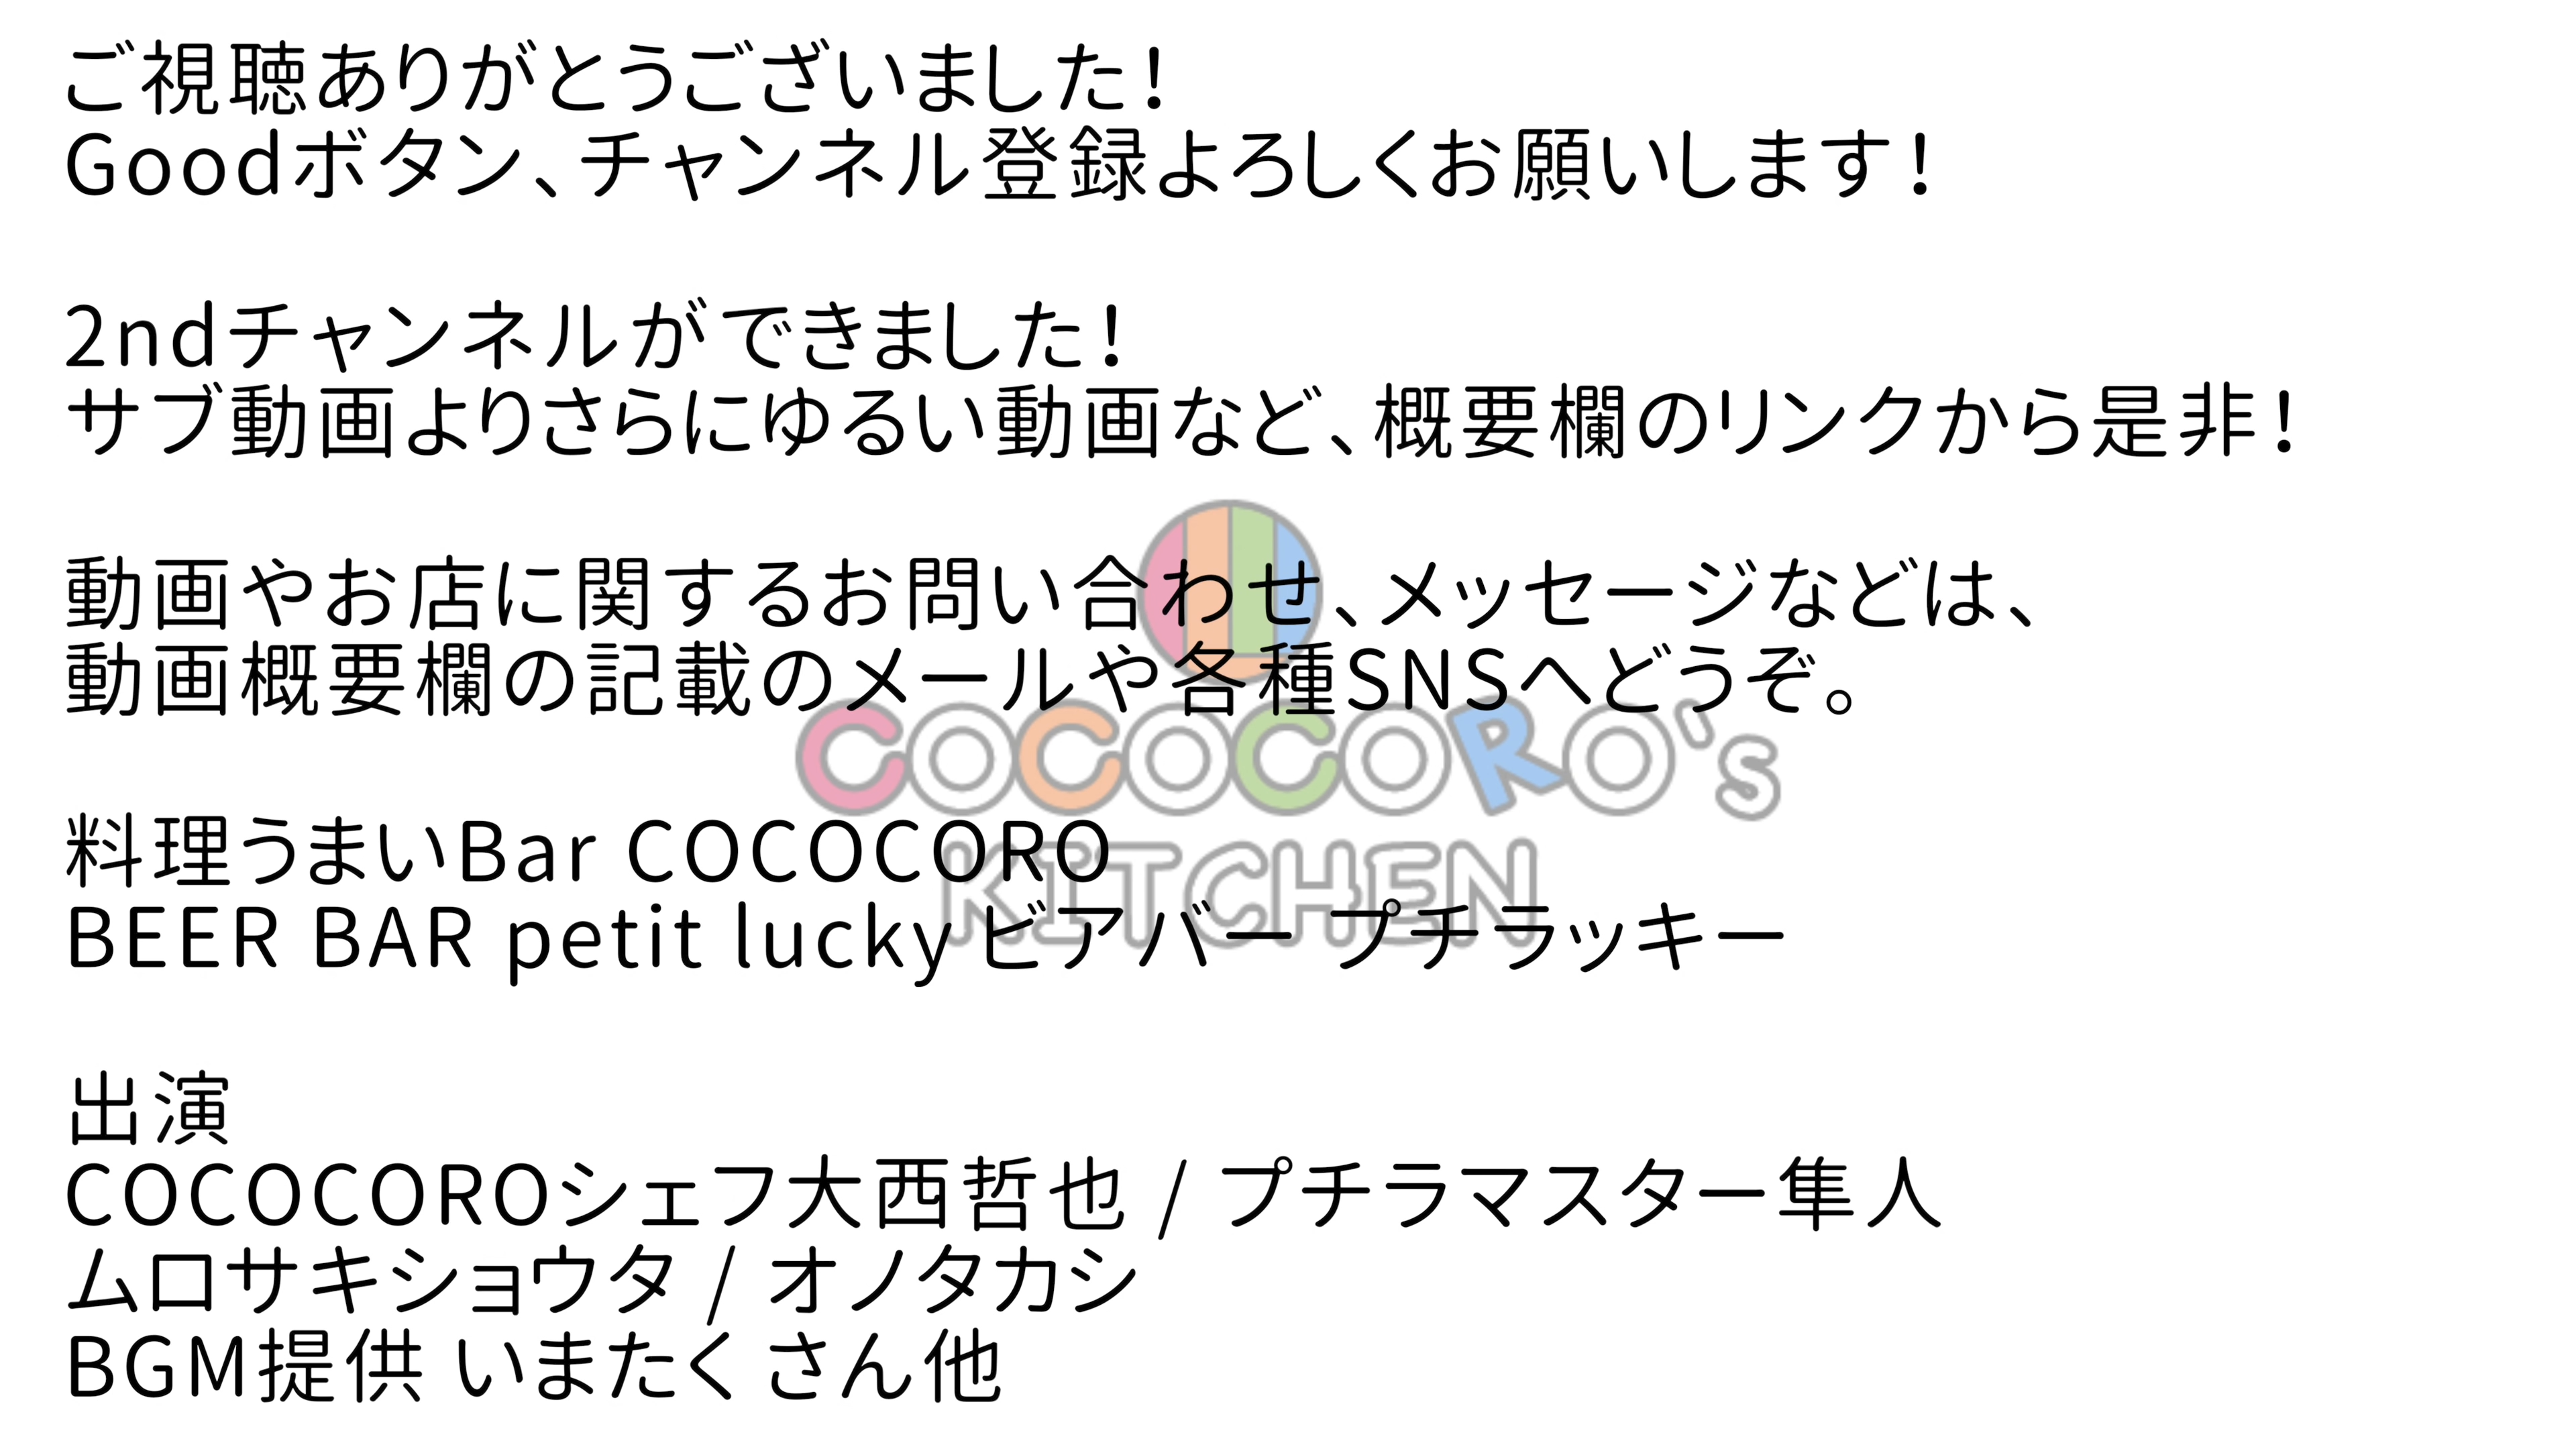 ご視聴ありがとうございました！
Goodボタン、チャンネル登録よろしくお願いします！
2ndチャンネルができました！
サブ動画よりさらにゆるい動画など、概要欄のリンクから是非！
動画やお店に関するお問い合わせ、メッセージなどは、
動画概要欄の記載のメールや各種SNSへどうぞ。
COCOCORO's
KITCHEN
料理うまいBar COCOCORO
BEER BAR petit lucky ビアバー プチラッキー
出演
COCOCOROシェフ大西哲也 / プチラマスター隼人
ムロサキショウタ / オノタカシ
BGM提供 いまたくさん他